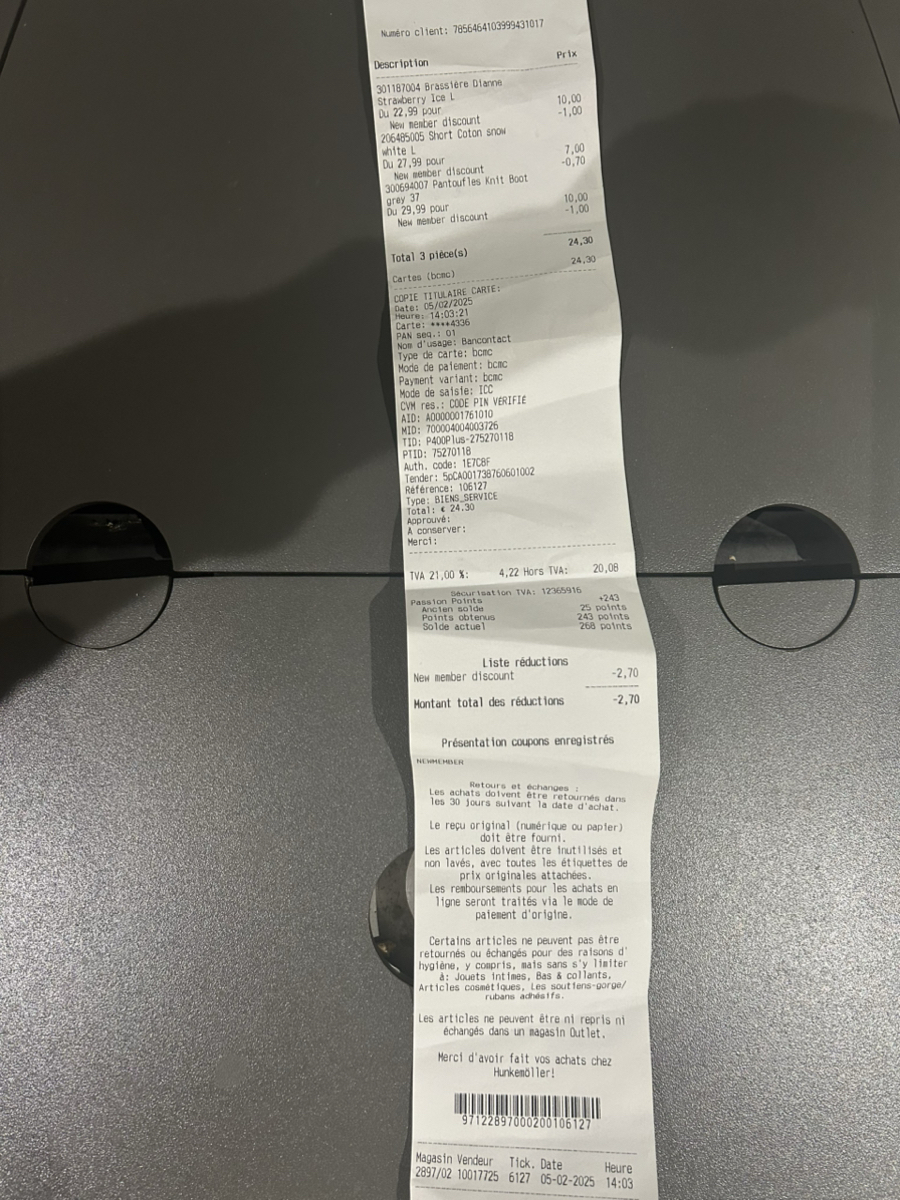 Numéro client: 7856464103999431017
Description Prix
301187004 Brassière Dianne
Strawberry Ice L
Du 22,99 pour 10,00
New member discount -1,00
206485005 Short Coton snow
white L
Du 27,99 pour 7,00
New member discount -0,70
300694007 Pantoufles Knit Boot
grey 37
Du 29,99 pour 10,00
New member discount -1,00
Total 3 pièce(s) 24,30
Cartes (bcmc) 24,30
COPIE TITULAIRE CARTE:
Date: 05/02/2025
Heure: 14:03:21
Carte: ****4336
PAN seq.: 01
Nom d'usage: Bancontact
Type de carte: bcmc
Mode de paiement: bcmc
Payment variant: bcmc
Mode de saisie: ICC
CVM res.: CODE PIN VÉRIFIÉ
AID: A0000001761010
MID: 700004004003726
TID: P400Plus-275270118
PTID: 75270118
Auth. code: 1E7C8F
Tender: 5pCA001738760601002
Référence: 106127
Type: BIENS_SERVICE
Total: € 24.30
Approuvé:
A conserver:
Merci:
TVA 21,00 %: 4,22 Hors TVA: 20,08
Sécurisation TVA: 12365916
Passion Points +243
Ancien solde 25 points
Points obtenus 243 points
Solde actuel 268 points
Liste réductions
New member discount -2,70
Montant total des réductions -2,70
Présentation coupons enregistrés
NEWMEMBER
Retours et échanges :
Les achats doivent être retournés dans
les 30 jours suivant la date d'achat.
Le reçu original (numérique ou papier)
doit être fourni.
Les articles doivent être inutilisés et
non lavés, avec toutes les étiquettes de
prix originales attachées.
Les remboursements pour les achats en
ligne seront traités via le mode de
paiement d'origine.
Certains articles ne peuvent pas être
retournés ou échangés pour des raisons d'
hygiène, y compris, mais sans s'y limiter
à: Jouets intimes, Bas & collants,
Articles cosmétiques, Les soutiens-gorge/
rubans adhésifs.
Les articles ne peuvent être ni repris ni
échangés dans un magasin Outlet.
Merci d'avoir fait vos achats chez
Hunkemöller!
97122897000200106127
Magasin Vendeur Tick. Date Heure
2897/02 10017725 6127 05-02-2025 14:03